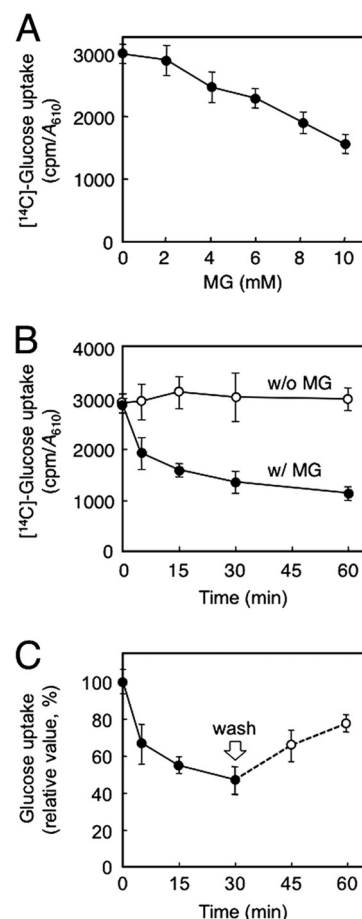 A
[¹⁴C]-Glucose uptake
(cpm/A₆₁₀)
3000
2000
1000
0
0 2 4 6 8 10
MG (mM)
B
[¹⁴C]-Glucose uptake
(cpm/A₆₁₀)
4000
3000
2000
1000
0
w/o MG
w/ MG
0 15 30 45 60
Time (min)
C
Glucose uptake
(relative value, %)
100
80
60
40
20
0
wash
0 15 30 45 60
Time (min)